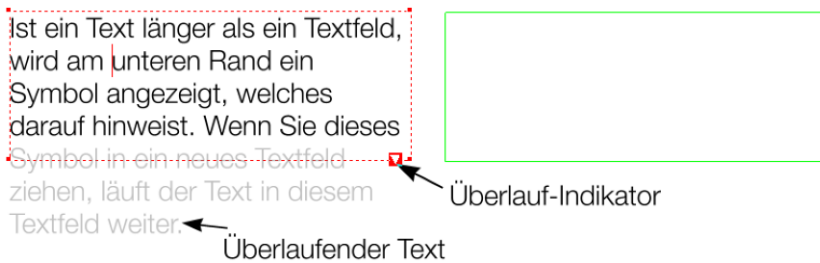 Ist ein Text länger als ein Textfeld,
wird am unteren Rand ein
Symbol angezeigt, welches
darauf hinweist. Wenn Sie dieses
Symbol in ein neues Textfeld
ziehen, läuft der Text in diesem
Textfeld weiter.
Überlauf-Indikator
Überlaufender Text